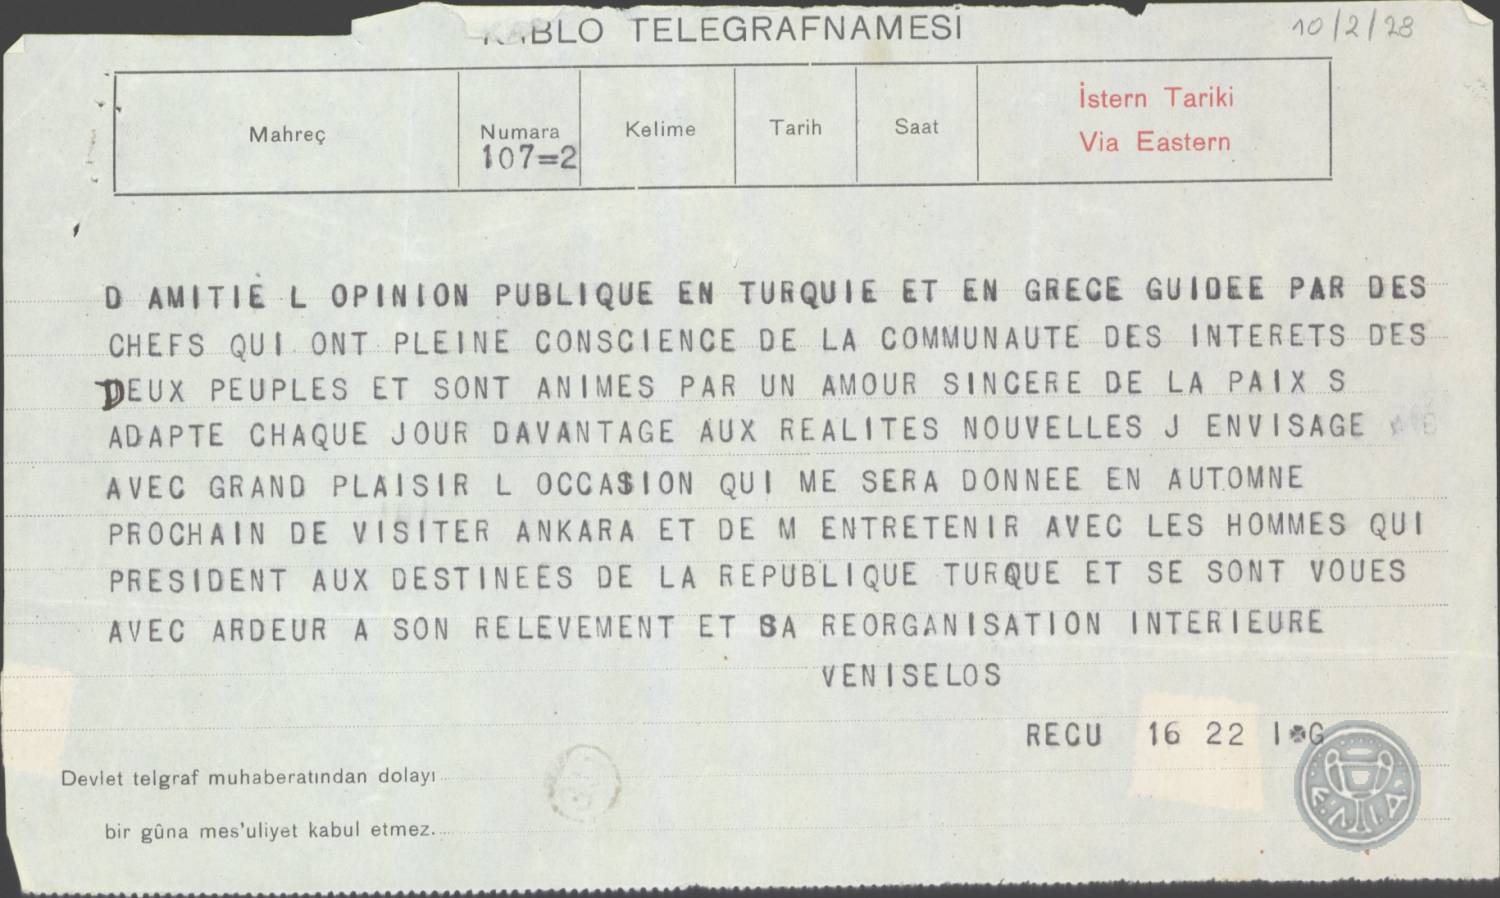 KABLO TELEGRAFNAMESİ
10/2/28
Mahreç
Numara
107=2
Kelime
Tarih
Saat
İstern Tariki
Via Eastern
D AMITIE L OPINION PUBLIQUE EN TURQUIE ET EN GRECE GUIDEE PAR DES
CHEFS QUI ONT PLEINE CONSCIENCE DE LA COMMUNAUTE DES INTERETS DES
DEUX PEUPLES ET SONT ANIMES PAR UN AMOUR SINCERE DE LA PAIX S
ADAPTE CHAQUE JOUR DAVANTAGE AUX REALITES NOUVELLES J ENVISAGE
AVEC GRAND PLAISIR L OCCASION QUI ME SERA DONNEE EN AUTOMNE
PROCHAIN DE VISITER ANKARA ET DE M ENTRETENIR AVEC LES HOMMES QUI
PRESIDENT AUX DESTINEES DE LA REPUBLIQUE TURQUE ET SE SONT VOUES
AVEC ARDEUR A SON RELEVEMENT ET SA REORGANISATION INTERIEURE
VENISELOS
RECU 16 22 I G
Devlet telgraf muhaberatından dolayı
bir gûna mes'uliyet kabul etmez.
Ε.Λ.Ι.Α.